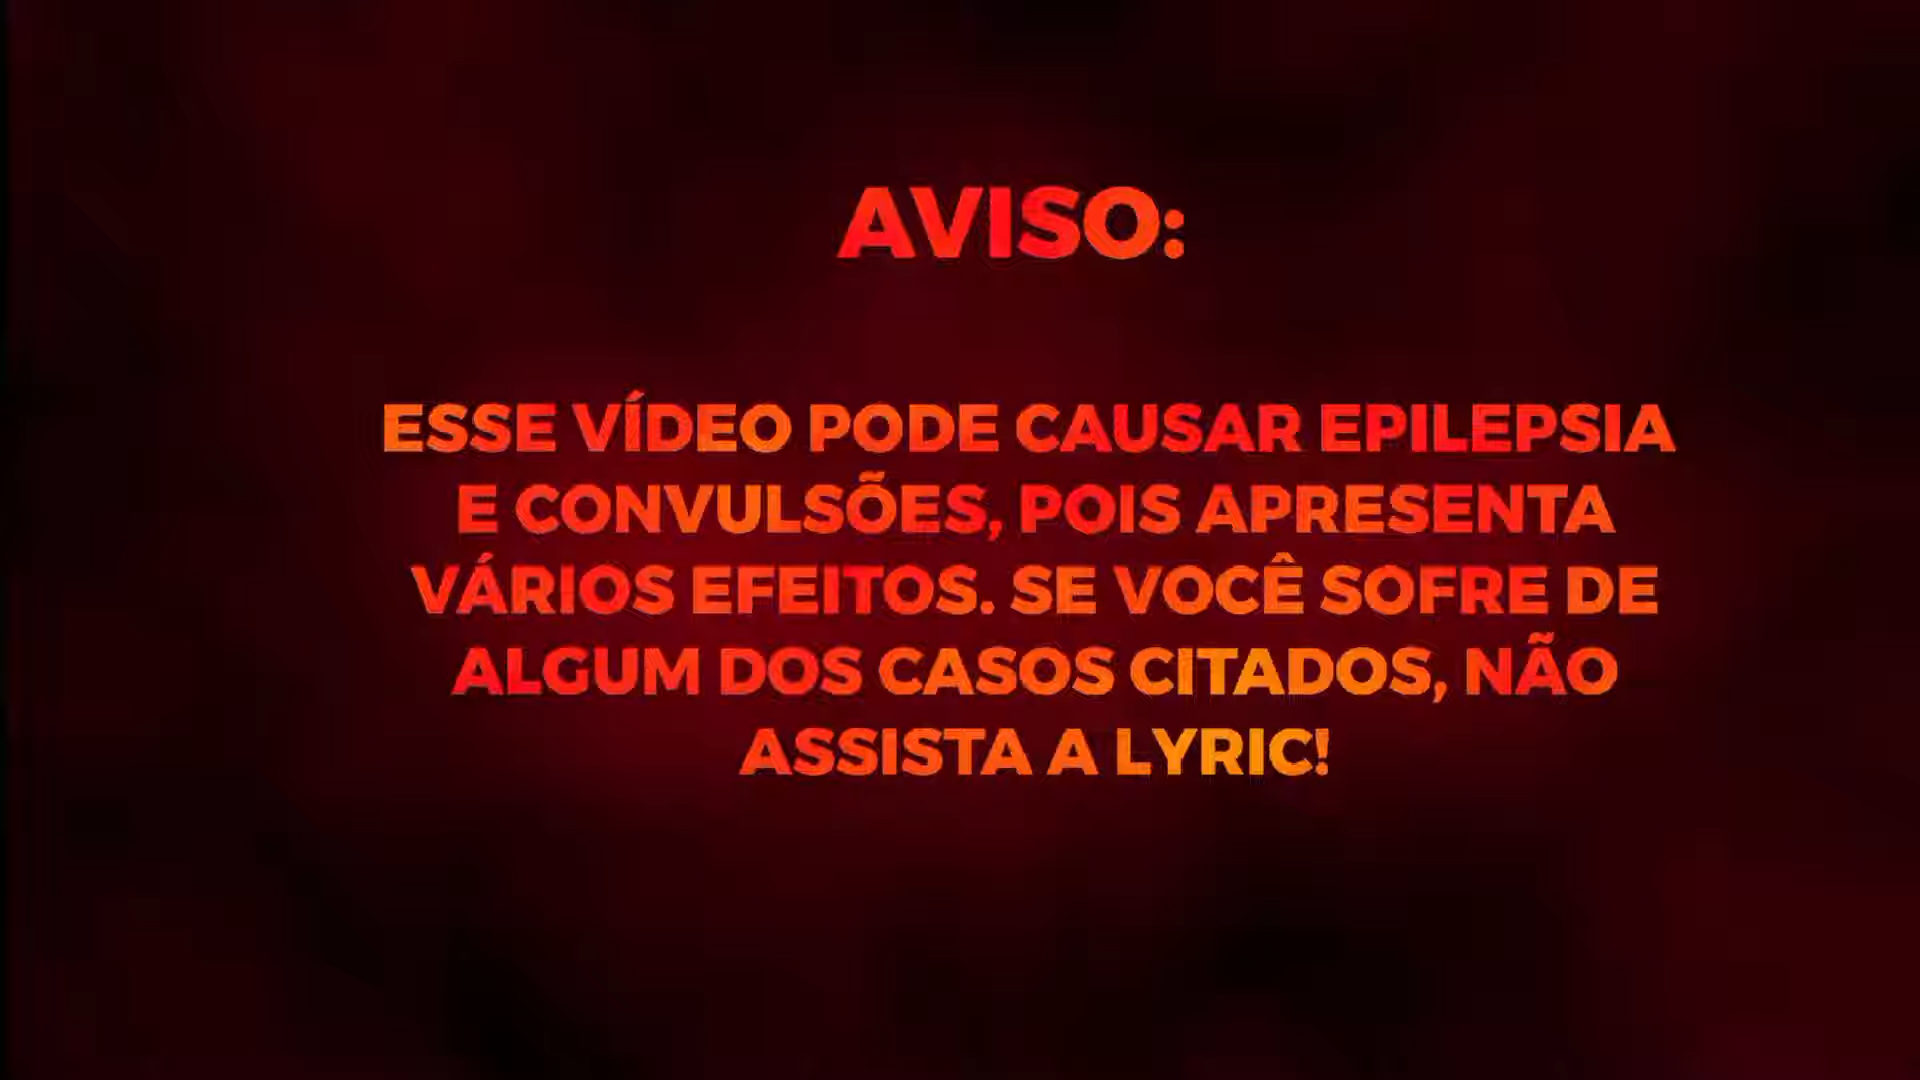 AVISO:
ESSE VÍDEO PODE CAUSAR EPILEPSIA
E CONVULSÕES, POIS APRESENTA
VÁRIOS EFEITOS. SE VOCÊ SOFRE DE
ALGUM DOS CASOS CITADOS, NÃO
ASSISTA A LYRIC!